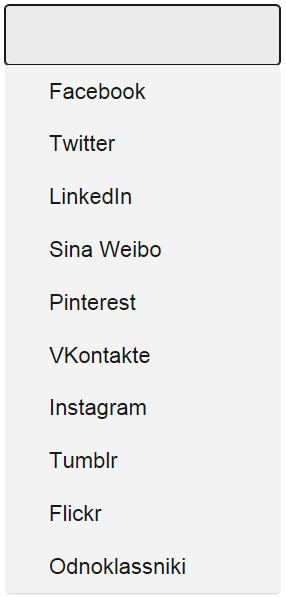 Facebook
Twitter
LinkedIn
Sina Weibo
Pinterest
VKontakte
Instagram
Tumblr
Flickr
Odnoklassniki